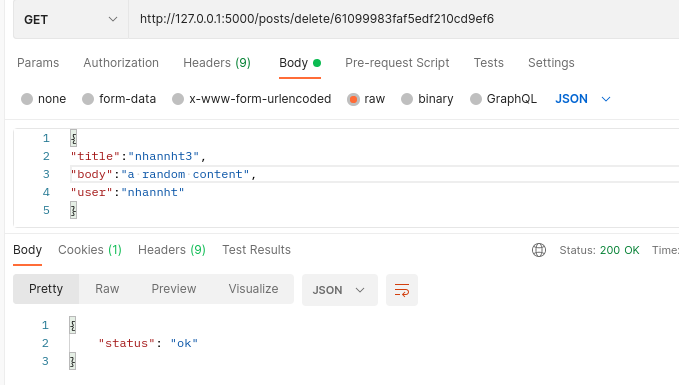 GET http://127.0.0.1:5000/posts/delete/61099983faf5edf210cd9ef6
Params Authorization Headers (9) Body Pre-request Script Tests Settings
none form-data x-www-form-urlencoded raw binary GraphQL JSON
1 {
2 "title":"nhannht3",
3 "body":"a random content",
4 "user":"nhannht"
5 }
Body Cookies (1) Headers (9) Test Results Status: 200 OK Time:
Pretty Raw Preview Visualize JSON
1 {
2 "status": "ok"
3 }